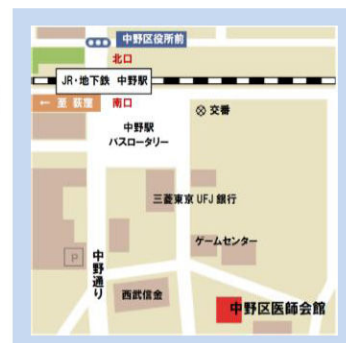 中野区役所前
北口
JR・地下鉄 中野駅
← 至 荻窪
南口
交番
中野駅
バスロータリー
三菱東京 UFJ 銀行
ゲームセンター
P
中野通り
西武信金
中野区医師会館